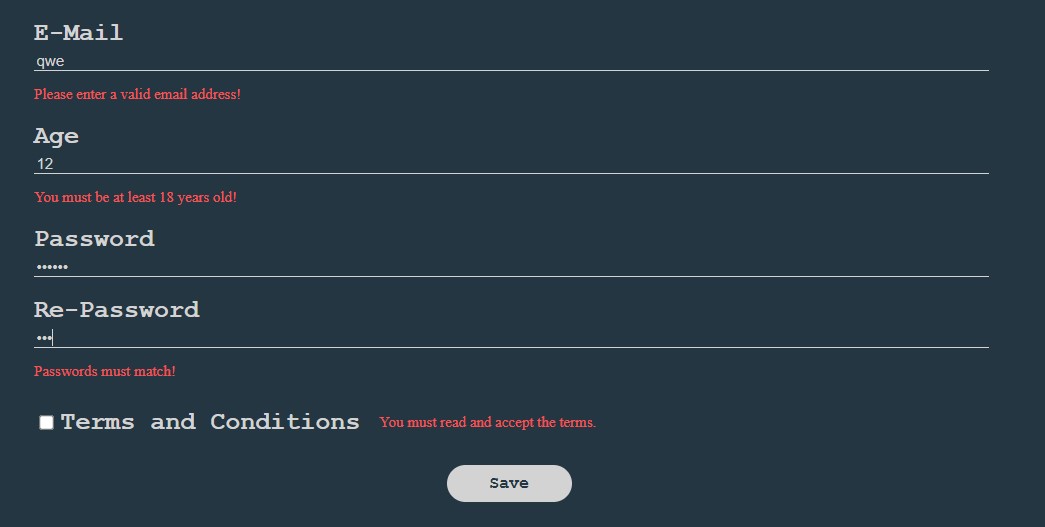 E-Mail
qwe
Please enter a valid email address!
Age
12
You must be at least 18 years old!
Password
••••••
Re-Password
•••
Passwords must match!
Terms and Conditions You must read and accept the terms.
Save